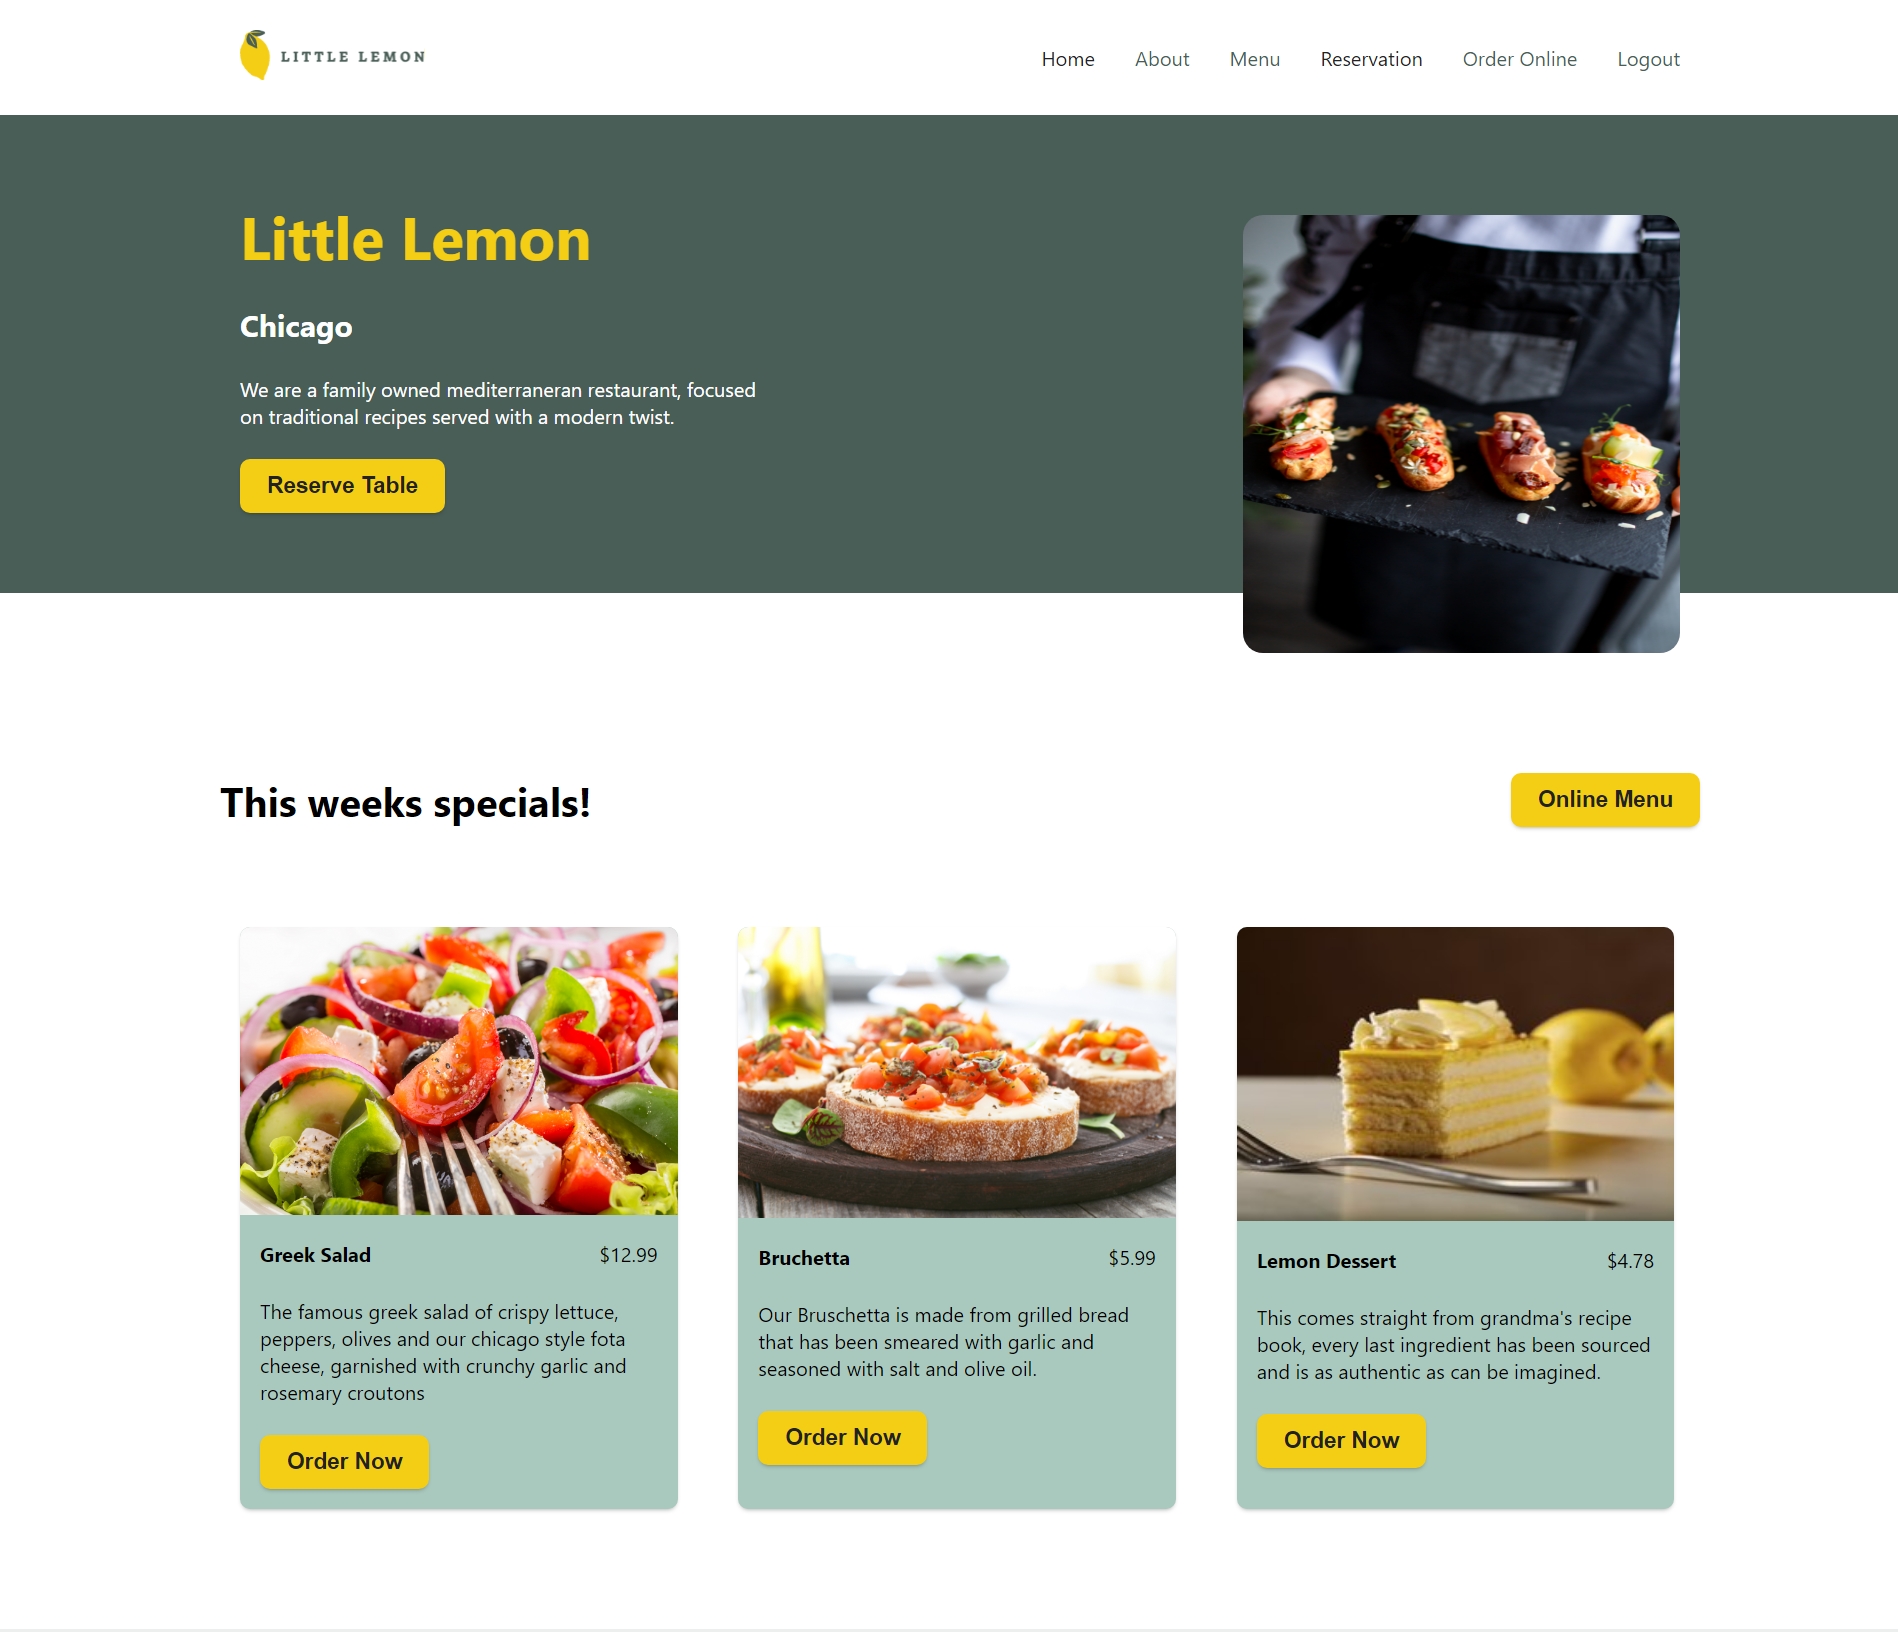 LITTLE LEMON
Home About Menu Reservation Order Online Logout
Little Lemon
Chicago
We are a family owned mediterraneran restaurant, focused
on traditional recipes served with a modern twist.
Reserve Table
This weeks specials!
Online Menu
Greek Salad $12.99
The famous greek salad of crispy lettuce,
peppers, olives and our chicago style fota
cheese, garnished with crunchy garlic and
rosemary croutons
Order Now
Bruchetta $5.99
Our Bruschetta is made from grilled bread
that has been smeared with garlic and
seasoned with salt and olive oil.
Order Now
Lemon Dessert $4.78
This comes straight from grandma's recipe
book, every last ingredient has been sourced
and is as authentic as can be imagined.
Order Now